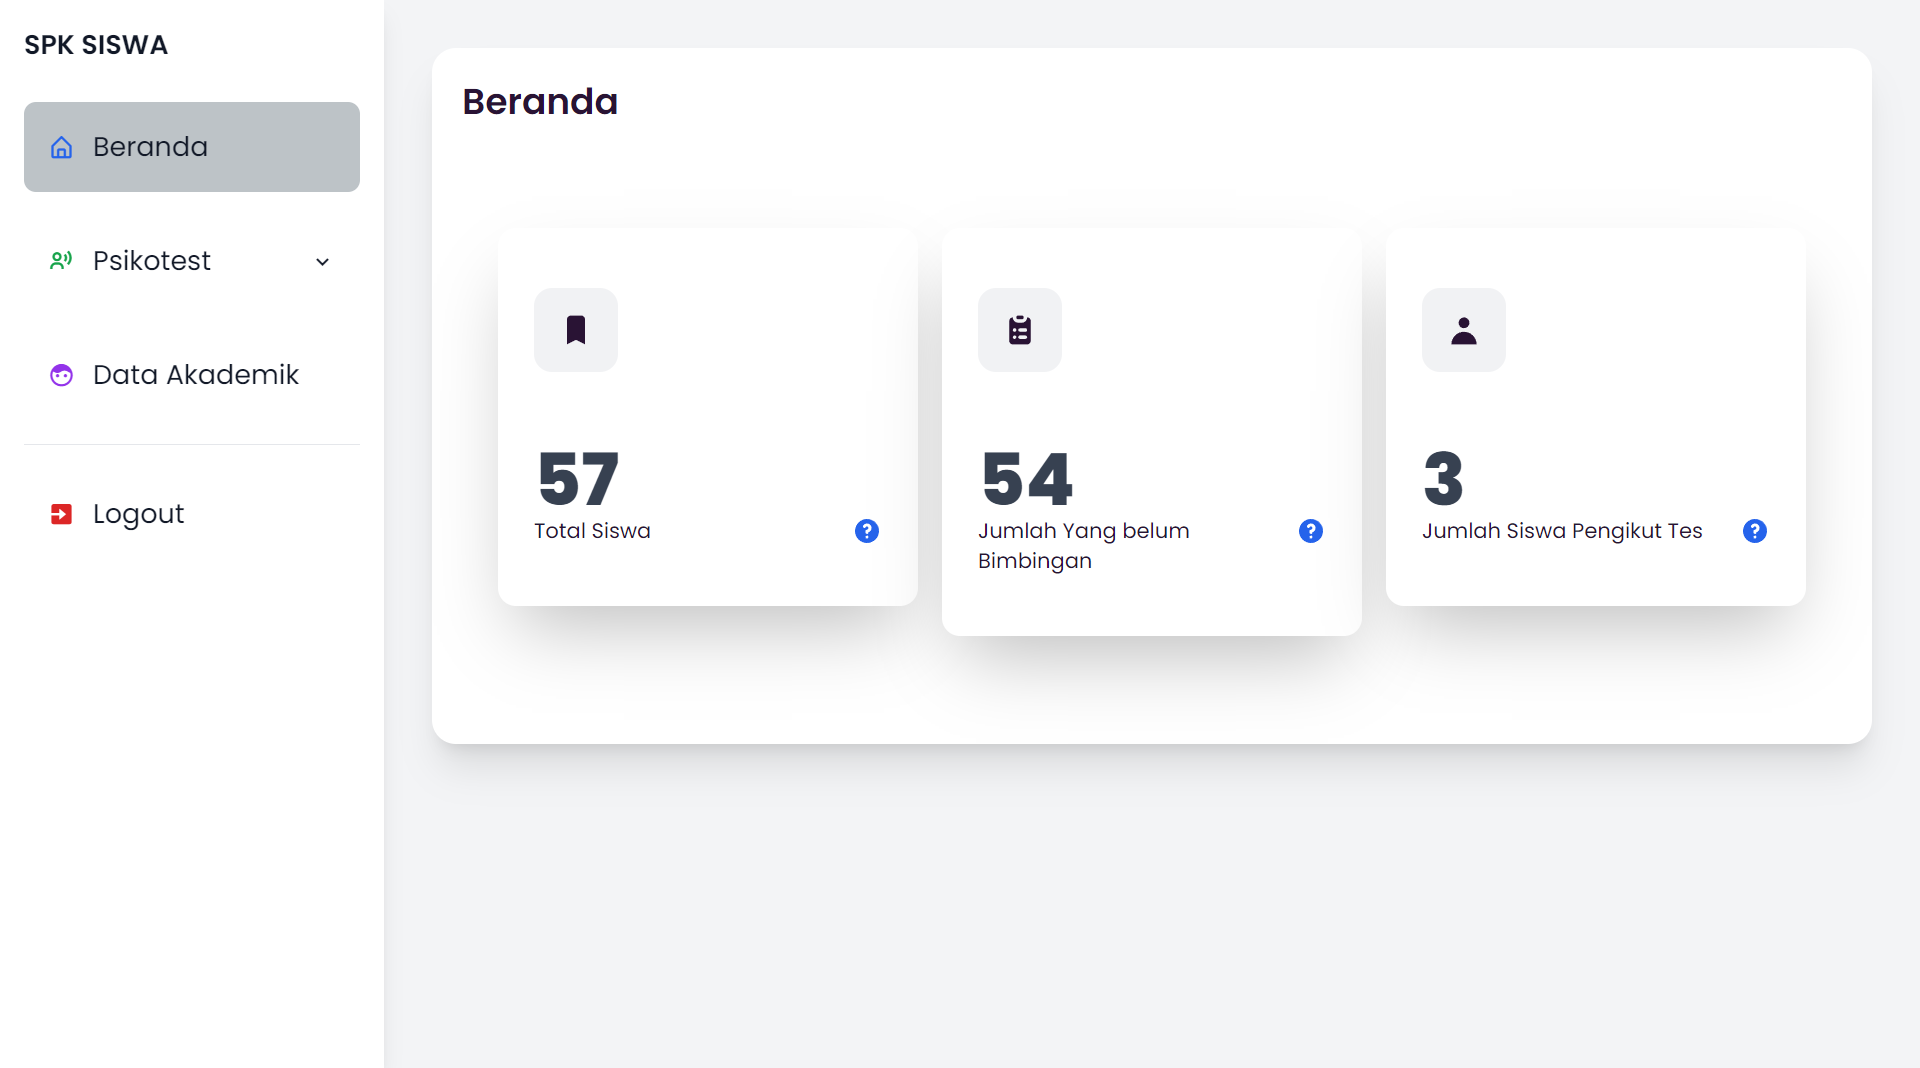 SPK SISWA
Beranda
Psikotest
Data Akademik
Logout
Beranda
57
Total Siswa
?
54
Jumlah Yang belum
Bimbingan
?
3
Jumlah Siswa Pengikut Tes
?